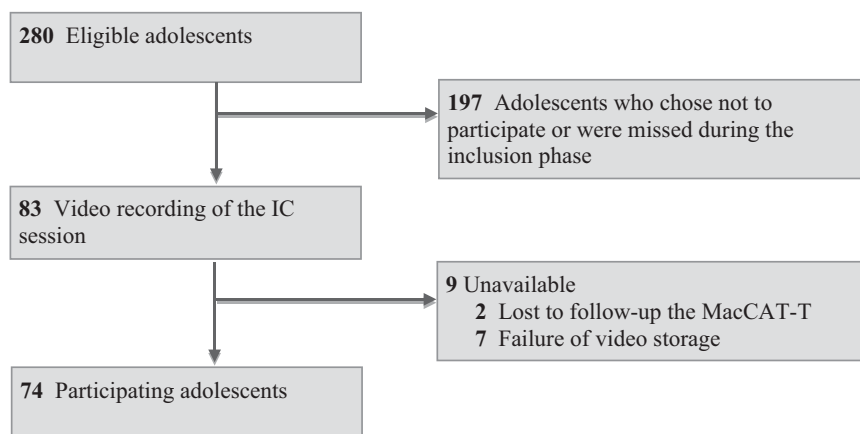 280 Eligible adolescents
197 Adolescents who chose not to
participate or were missed during the
inclusion phase
83 Video recording of the IC
session
9 Unavailable
2 Lost to follow-up the MacCAT-T
7 Failure of video storage
74 Participating adolescents